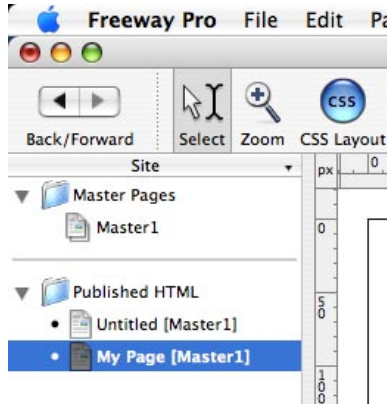 Freeway Pro File Edit
Back/Forward Select Zoom CSS Layout
CSS
Site
px 0
Master Pages
Master1
0
Published HTML
Untitled [Master1]
50
My Page [Master1]
100